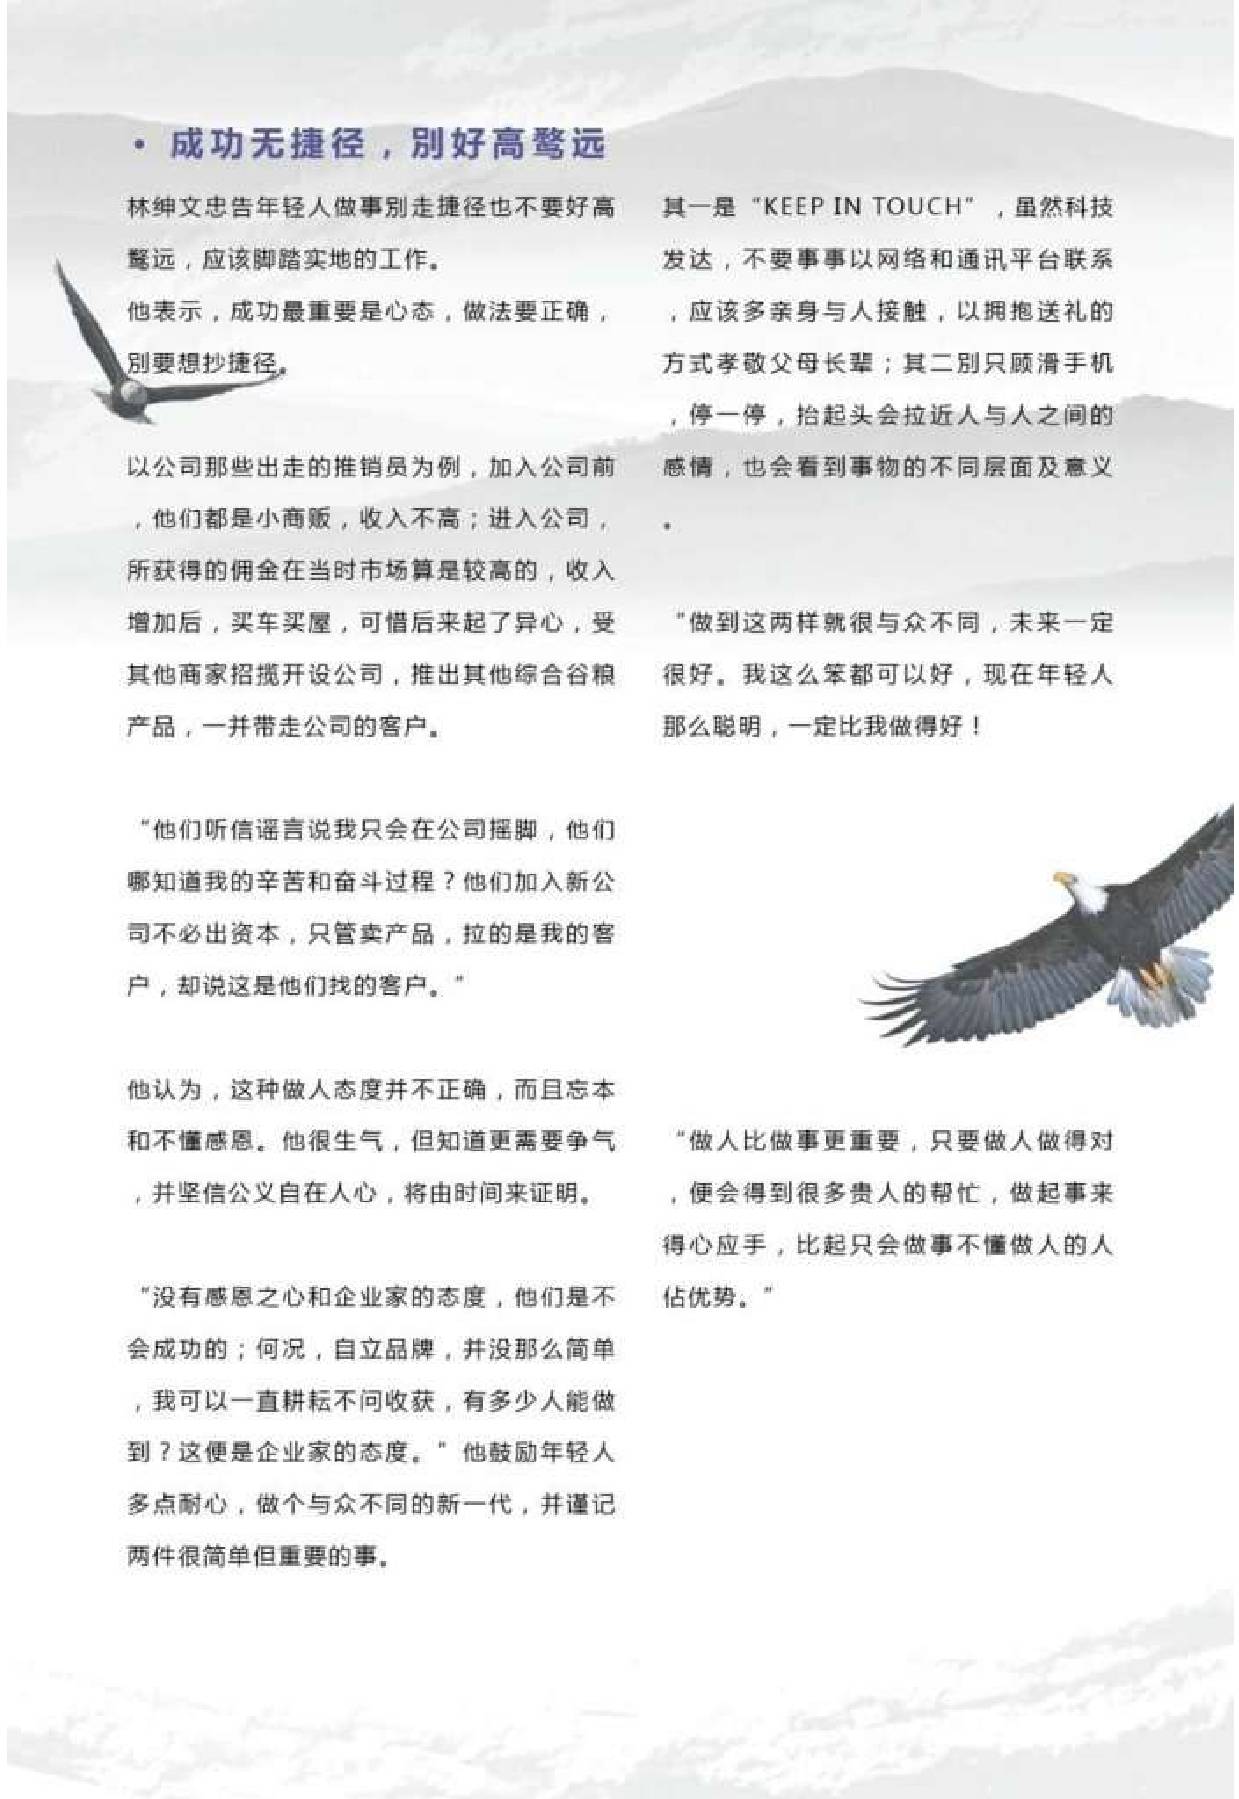 • 成功无捷径，别好高骛远
林绅文忠告年轻人做事别走捷径也不要好高
骛远，应该脚踏实地的工作。
他表示，成功最重要是心态，做法要正确，
别要想抄捷径。
以公司那些出走的推销员为例，加入公司前
，他们都是小商贩，收入不高；进入公司，
所获得的佣金在当时市场算是较高的，收入
增加后，买车买屋，可惜后来起了异心，受
其他商家招揽开设公司，推出其他综合谷粮
产品，一并带走公司的客户。
“他们听信谣言说我只会在公司摇脚，他们
哪知道我的辛苦和奋斗过程？他们加入新公
司不必出资本，只管卖产品，拉的是我的客
户，却说这是他们找的客户。”
他认为，这种做人态度并不正确，而且忘本
和不懂感恩。他很生气，但知道更需要争气
，并坚信公义自在人心，将由时间来证明。
“没有感恩之心和企业家的态度，他们是不
会成功的；何况，自立品牌，并没那么简单
，我可以一直耕耘不问收获，有多少人能做
到？这便是企业家的态度。”他鼓励年轻人
多点耐心，做个与众不同的新一代，并谨记
两件很简单但重要的事。
其一是“KEEP IN TOUCH”，虽然科技
发达，不要事事以网络和通讯平台联系
，应该多亲身与人接触，以拥抱送礼的
方式孝敬父母长辈；其二别只顾滑手机
，停一停，抬起头会拉近人与人之间的
感情，也会看到事物的不同层面及意义
。
“做到这两样就很与众不同，未来一定
很好。我这么笨都可以好，现在年轻人
那么聪明，一定比我做得好！
“做人比做事更重要，只要做人做得对
，便会得到很多贵人的帮忙，做起事来
得心应手，比起只会做事不懂做人的人
佔优势。”